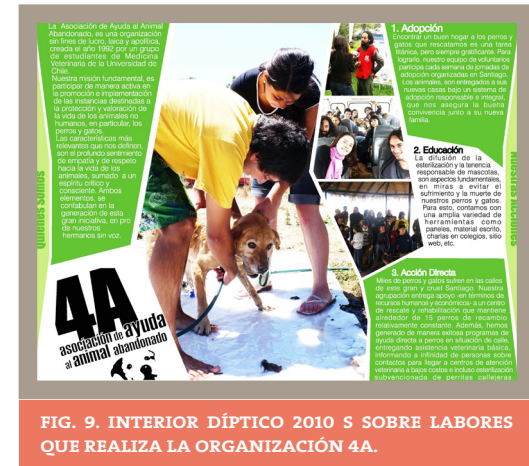 La Asociación de Ayuda al Animal
Abandonado, es una organización
sin fines de lucro, laica y apolítica,
creada el año 1992 por un grupo
de estudiantes de Medicina
Veterinaria de la Universidad de
Chile.
Nuestra misión fundamental, es
participar de manera activa en
la promoción e implementación
de las instancias destinadas a
la protección y valoración de
la vida de los animales no
humanos, en particular, los
perros y gatos.
Las características más
relevantes que nos definen,
son el profundo sentimiento
de empatía y de respeto
hacia la vida de los
animales, sumado a un
espíritu crítico y
consciente. Ambos
elementos, se
confabulan en la
generación de esta
gran iniciativa, en pro
de nuestros
hermanos sin voz.
Quiénes Somos
4A
asociación de ayuda
al animal abandonado
1. Adopción
Encontrar un buen hogar a los perros y
gatos que rescatamos es una tarea
titánica, pero siempre gratificante. Para
lograrlo, nuestro equipo de voluntarios
participa cada semana de jornadas de
adopción organizadas en Santiago.
Los animales, son entregados a sus
nuevas casas bajo un sistema de
adopción responsable e integral,
que nos asegura la buena
convivencia junto a su nueva
familia.
2. Educación
La difusión de la
esterilización y la tenencia
responsable de mascotas,
son aspectos fundamentales,
en miras a evitar el
sufrimiento y la muerte de
nuestros perros y gatos.
Para esto, contamos con
una amplia variedad de
herramientas como
paneles, material escrito,
charlas en colegios, sitio
web, etc.
Nuestras Acciones
3. Acción Directa
Miles de perros y gatos sufren en las calles
de este gran y cruel Santiago. Nuestra
agrupación entrega apoyo -en términos de
recursos humanos y económicos- a un centro
de rescate y rehabilitación que mantiene
alrededor de 15 perros de recambio
relativamente constante. Además, hemos
generado de manera exitosa programas de
ayuda directa a perros en situación de calle,
entregando asistencia veterinaria básica,
informando a infinidad de personas sobre
contactos para llegar a centros de atención
veterinaria a bajos costos e incluso esterilización
subvencionada de perritas callejeras
FIG. 9. INTERIOR DÍPTICO 2010 S SOBRE LABORES
QUE REALIZA LA ORGANIZACIÓN 4A.